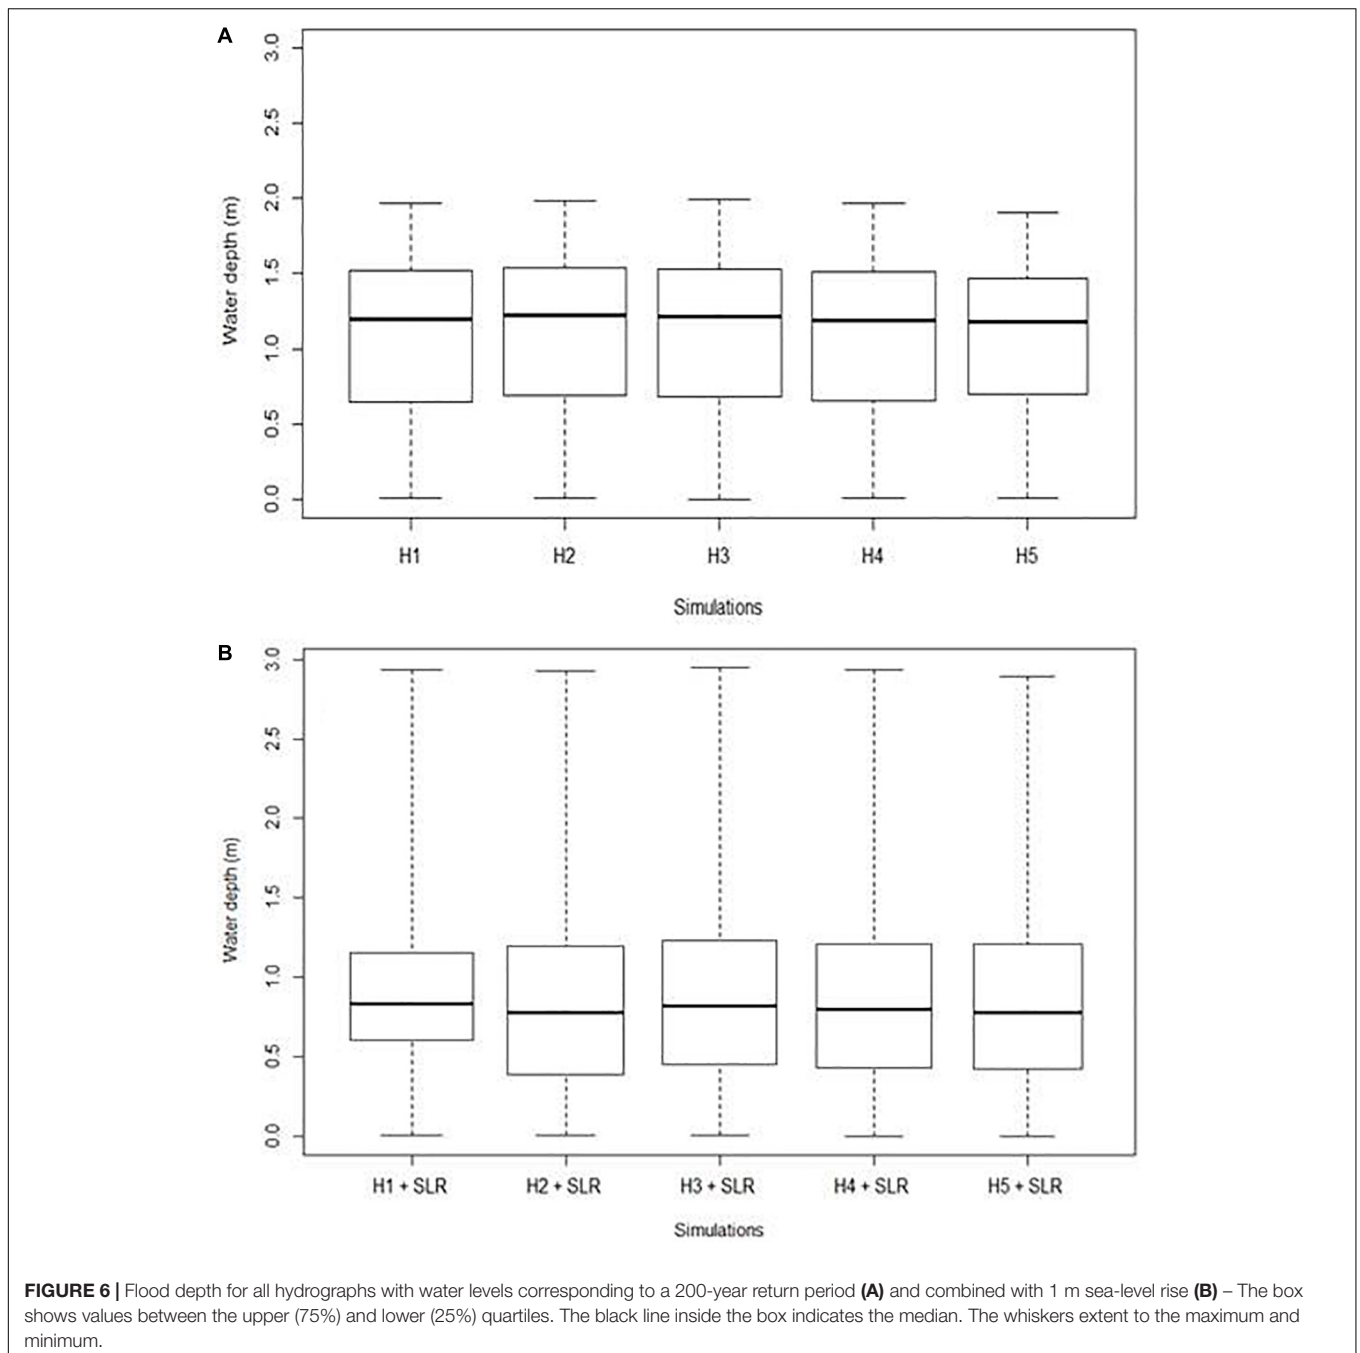 A
3.0
2.5
2.0
1.5
1.0
0.5
0.0
Water depth (m)
H1 H2 H3 H4 H5
Simulations
B
3.0
2.5
2.0
1.5
1.0
0.5
0.0
Water depth (m)
H1 + SLR H2 + SLR H3 + SLR H4 + SLR H5 + SLR
Simulations
FIGURE 6 | Flood depth for all hydrographs with water levels corresponding to a 200-year return period (A) and combined with 1 m sea-level rise (B) – The box
shows values between the upper (75%) and lower (25%) quartiles. The black line inside the box indicates the median. The whiskers extent to the maximum and
minimum.